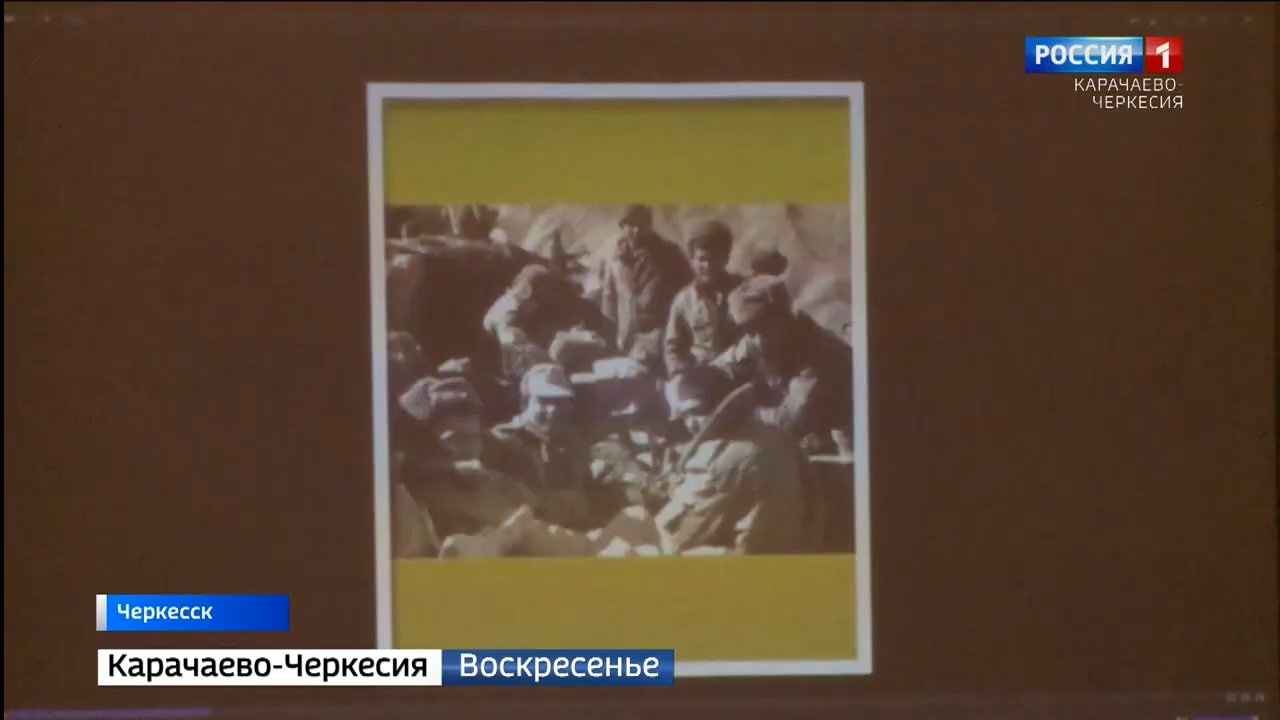 РОССИЯ 1
КАРАЧАЕВО-
ЧЕРКЕСИЯ
Черкесск
Карачаево-Черкесия Воскресенье